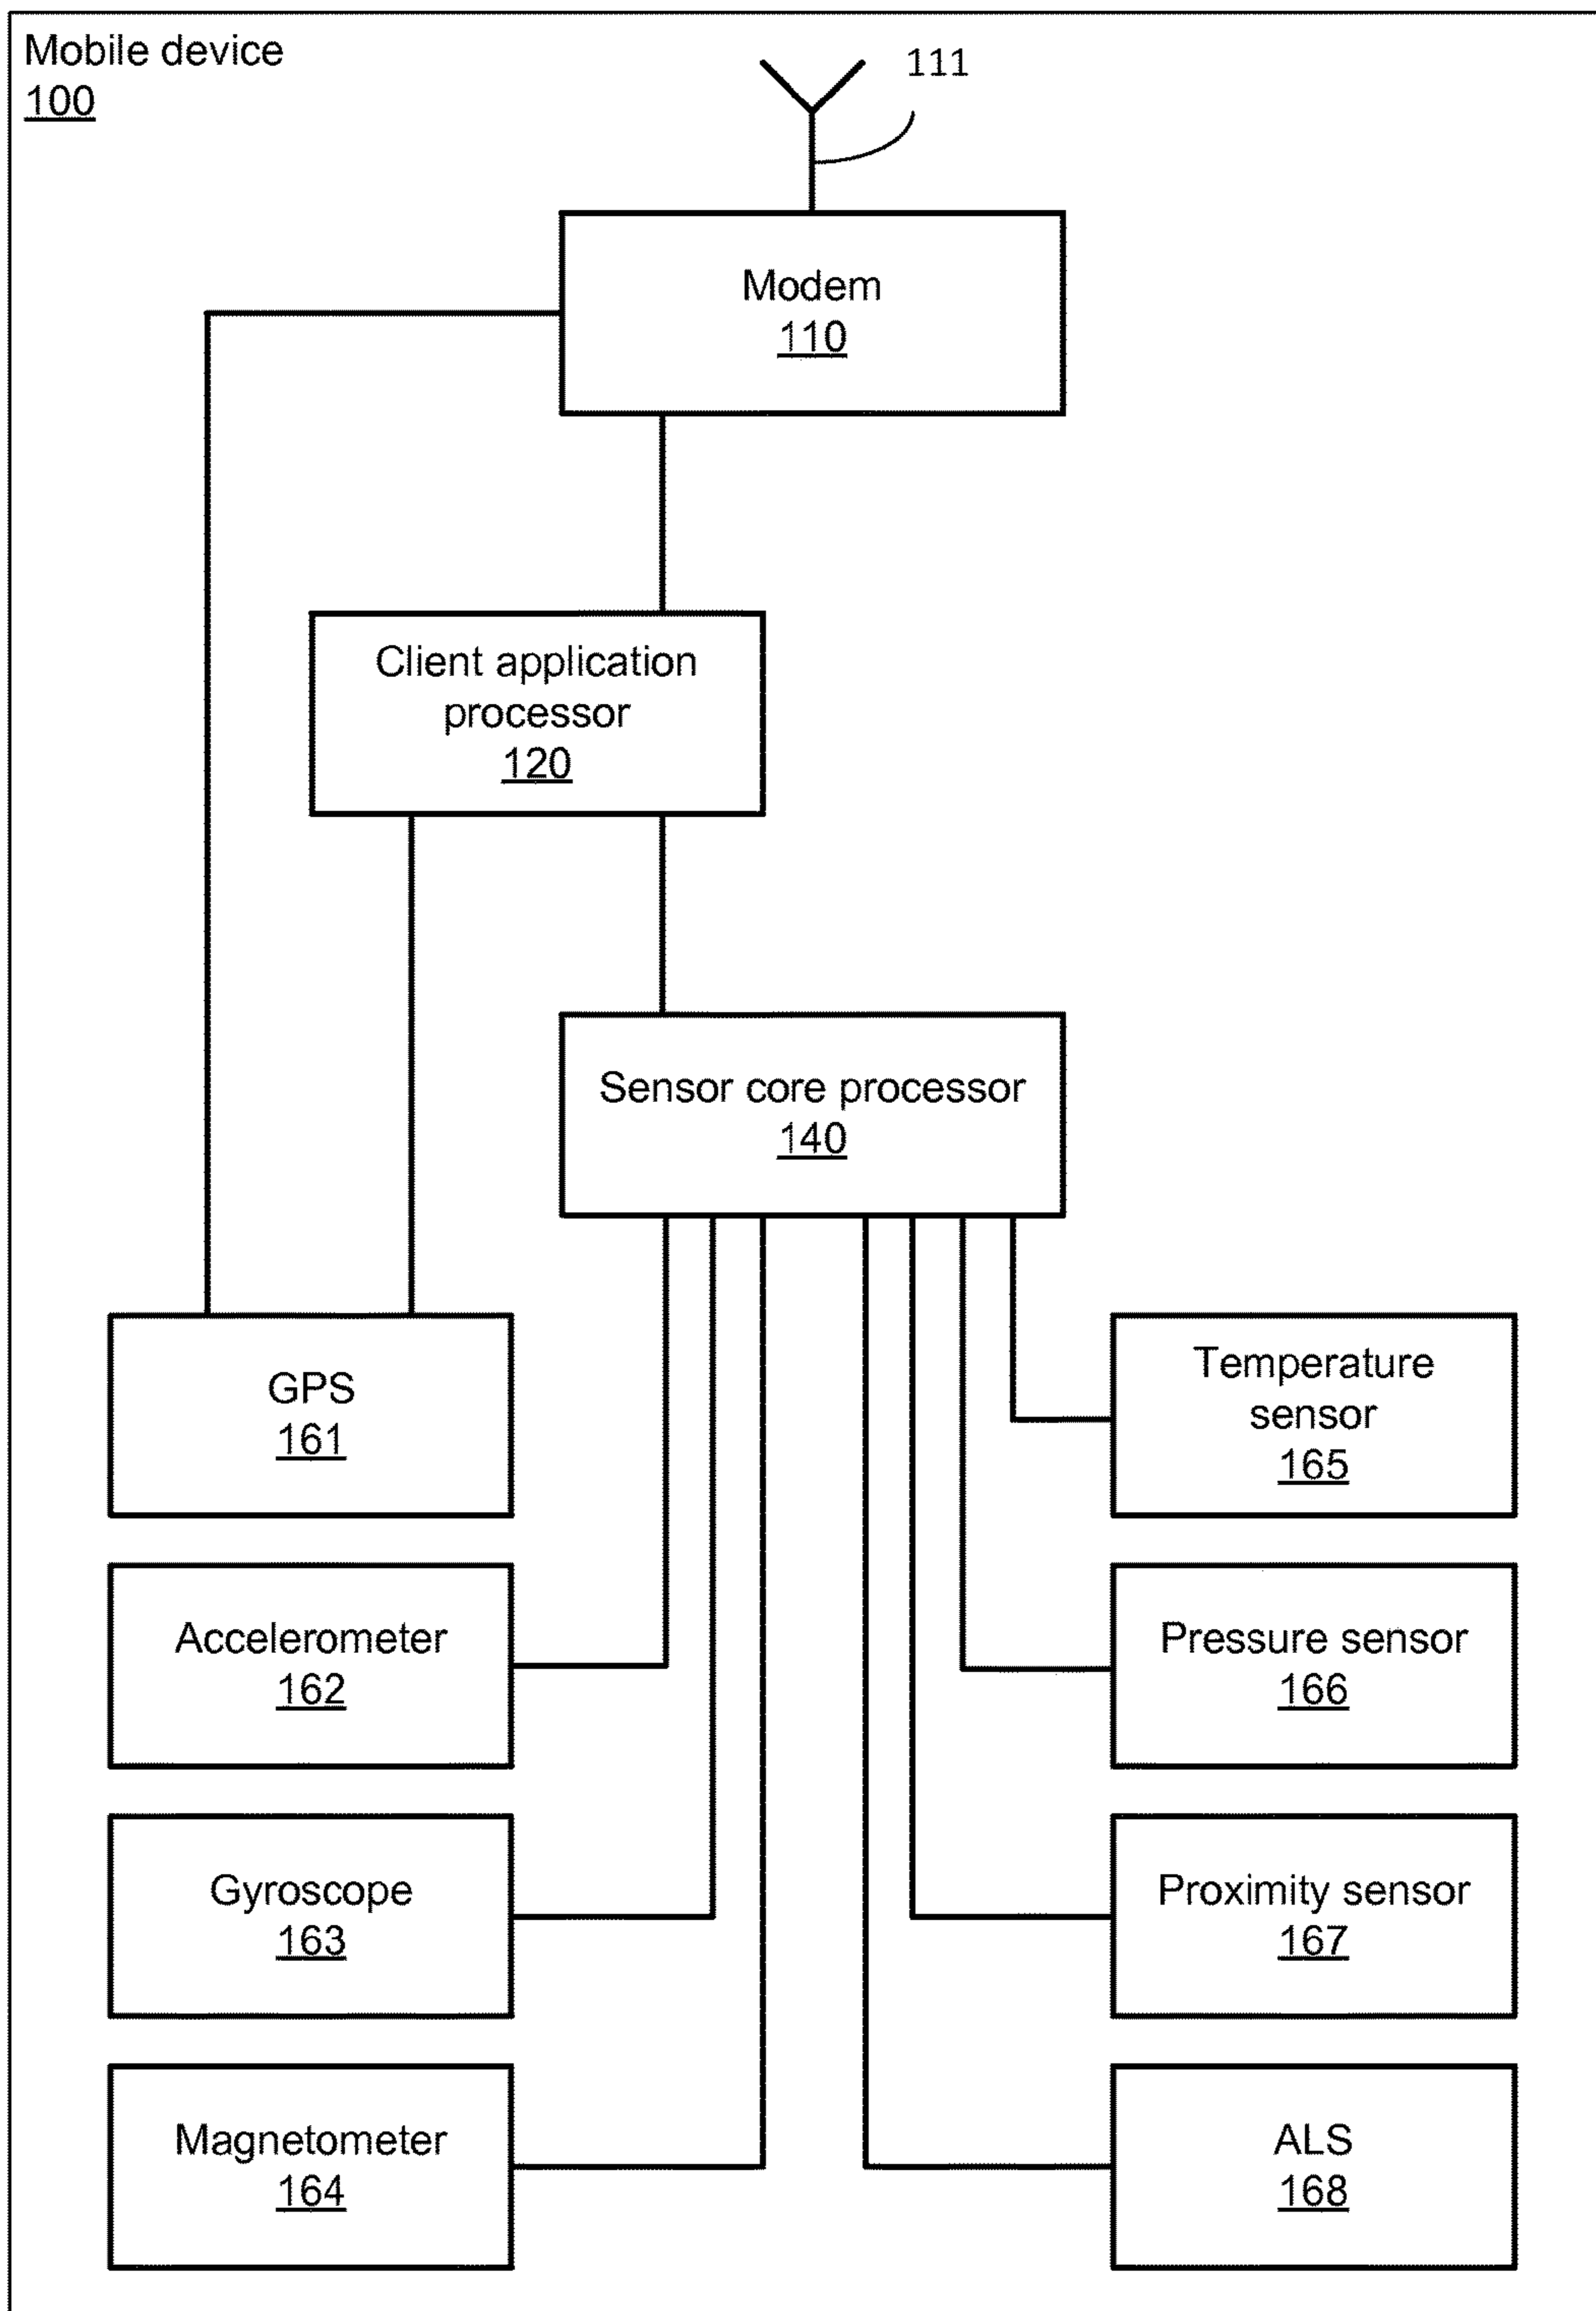 Mobile device
100
111
Modem
110
Client application
processor
120
Sensor core processor
140
GPS
161
Temperature
sensor
165
Accelerometer
162
Pressure sensor
166
Gyroscope
163
Proximity sensor
167
Magnetometer
164
ALS
168